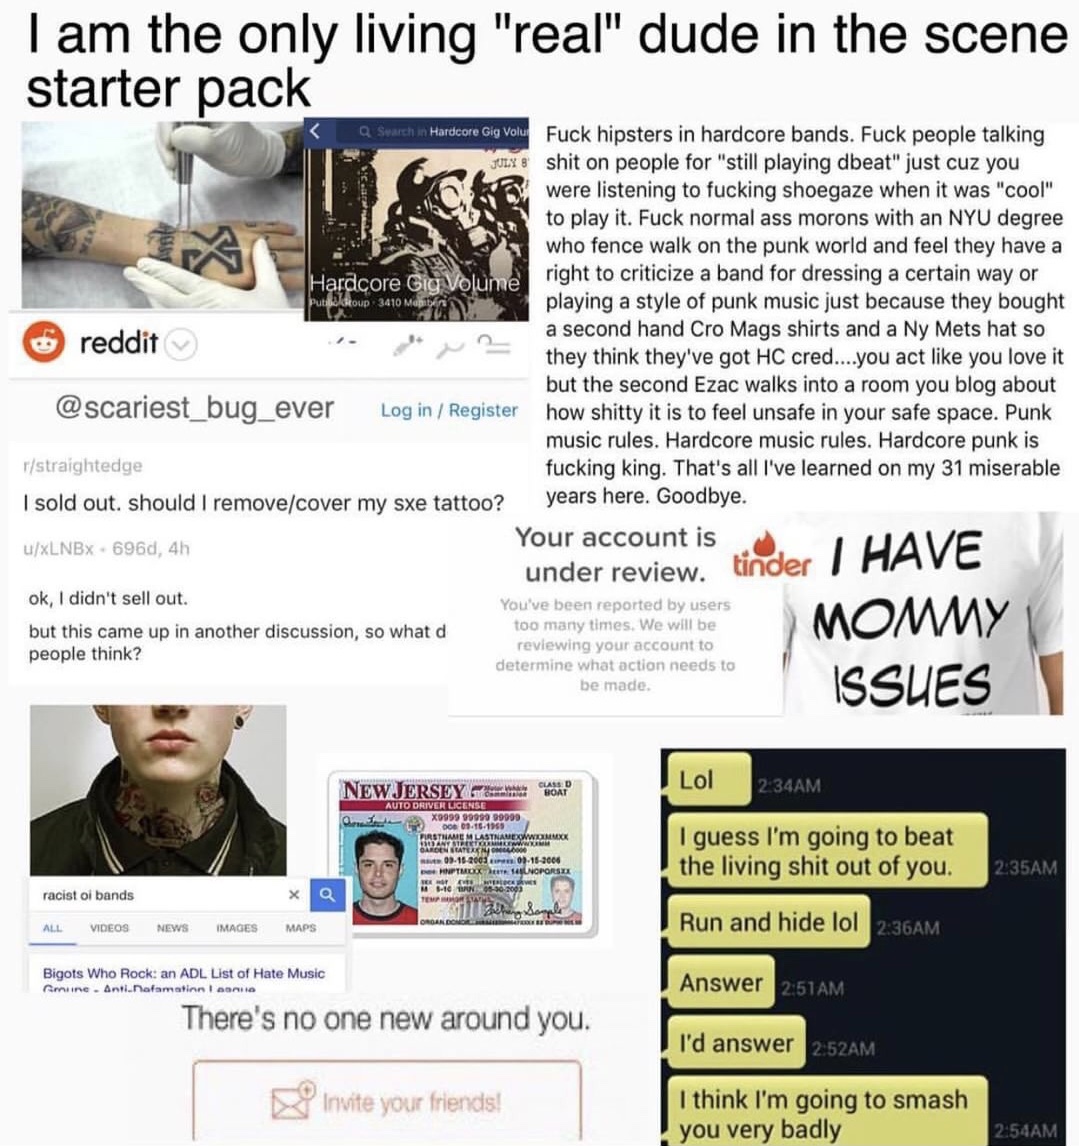 I am the only living "real" dude in the scene
starter pack
Search in Hardcore Gig Volu
JULY 8
Hardcore Gig Volume
Public Group · 3410 Members
Fuck hipsters in hardcore bands. Fuck people talking
shit on people for "still playing dbeat" just cuz you
were listening to fucking shoegaze when it was "cool"
to play it. Fuck normal ass morons with an NYU degree
who fence walk on the punk world and feel they have a
right to criticize a band for dressing a certain way or
playing a style of punk music just because they bought
a second hand Cro Mags shirts and a Ny Mets hat so
they think they've got HC cred....you act like you love it
but the second Ezac walks into a room you blog about
how shitty it is to feel unsafe in your safe space. Punk
music rules. Hardcore music rules. Hardcore punk is
fucking king. That's all I've learned on my 31 miserable
years here. Goodbye.
X
reddit
@scariest_bug_ever
Log in / Register
r/straightedge
I sold out. should I remove/cover my sxe tattoo?
u/xLNBx • 696d, 4h
ok, I didn't sell out.
but this came up in another discussion, so what d
people think?
Your account is
under review.
You've been reported by users
too many times. We will be
reviewing your account to
determine what action needs to
be made.
tinder
I HAVE
MOMMY
ISSUES
racist oi bands
ALL VIDEOS NEWS IMAGES MAPS
Bigots Who Rock: an ADL List of Hate Music
Groups - Anti-Defamation League
NEW JERSEY Motor Vehicle Commission
CLASS D
BOAT
AUTO DRIVER LICENSE
X9999 99999 99999
DOB: 09-15-1969
ORGAN DONOR
There's no one new around you.
Invite your friends!
Lol 2:34AM
I guess I'm going to beat
the living shit out of you. 2:35AM
Run and hide lol 2:36AM
Answer 2:51AM
I'd answer 2:52AM
I think I'm going to smash
you very badly 2:54AM